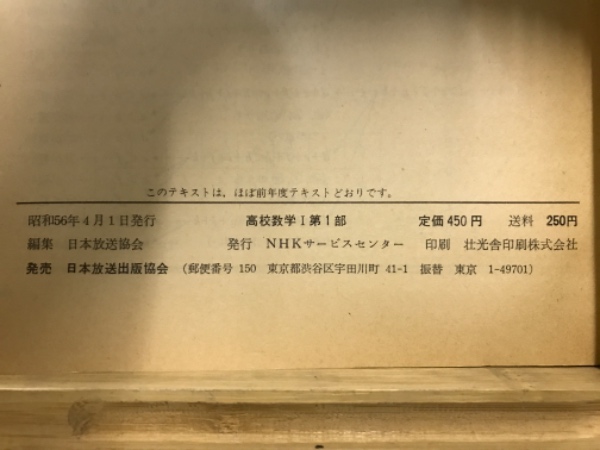 このテキストは、ほぼ前年度テキストどおりです。
昭和56年4月1日発行 高校数学Ⅰ第1部 定価450円 送料 250円
編集 日本放送協会 発行 NHKサービスセンター 印刷 壮光舎印刷株式会社
発売 日本放送出版協会 (郵便番号 150 東京都渋谷区宇田川町 41-1 振替 東京 1-49701)